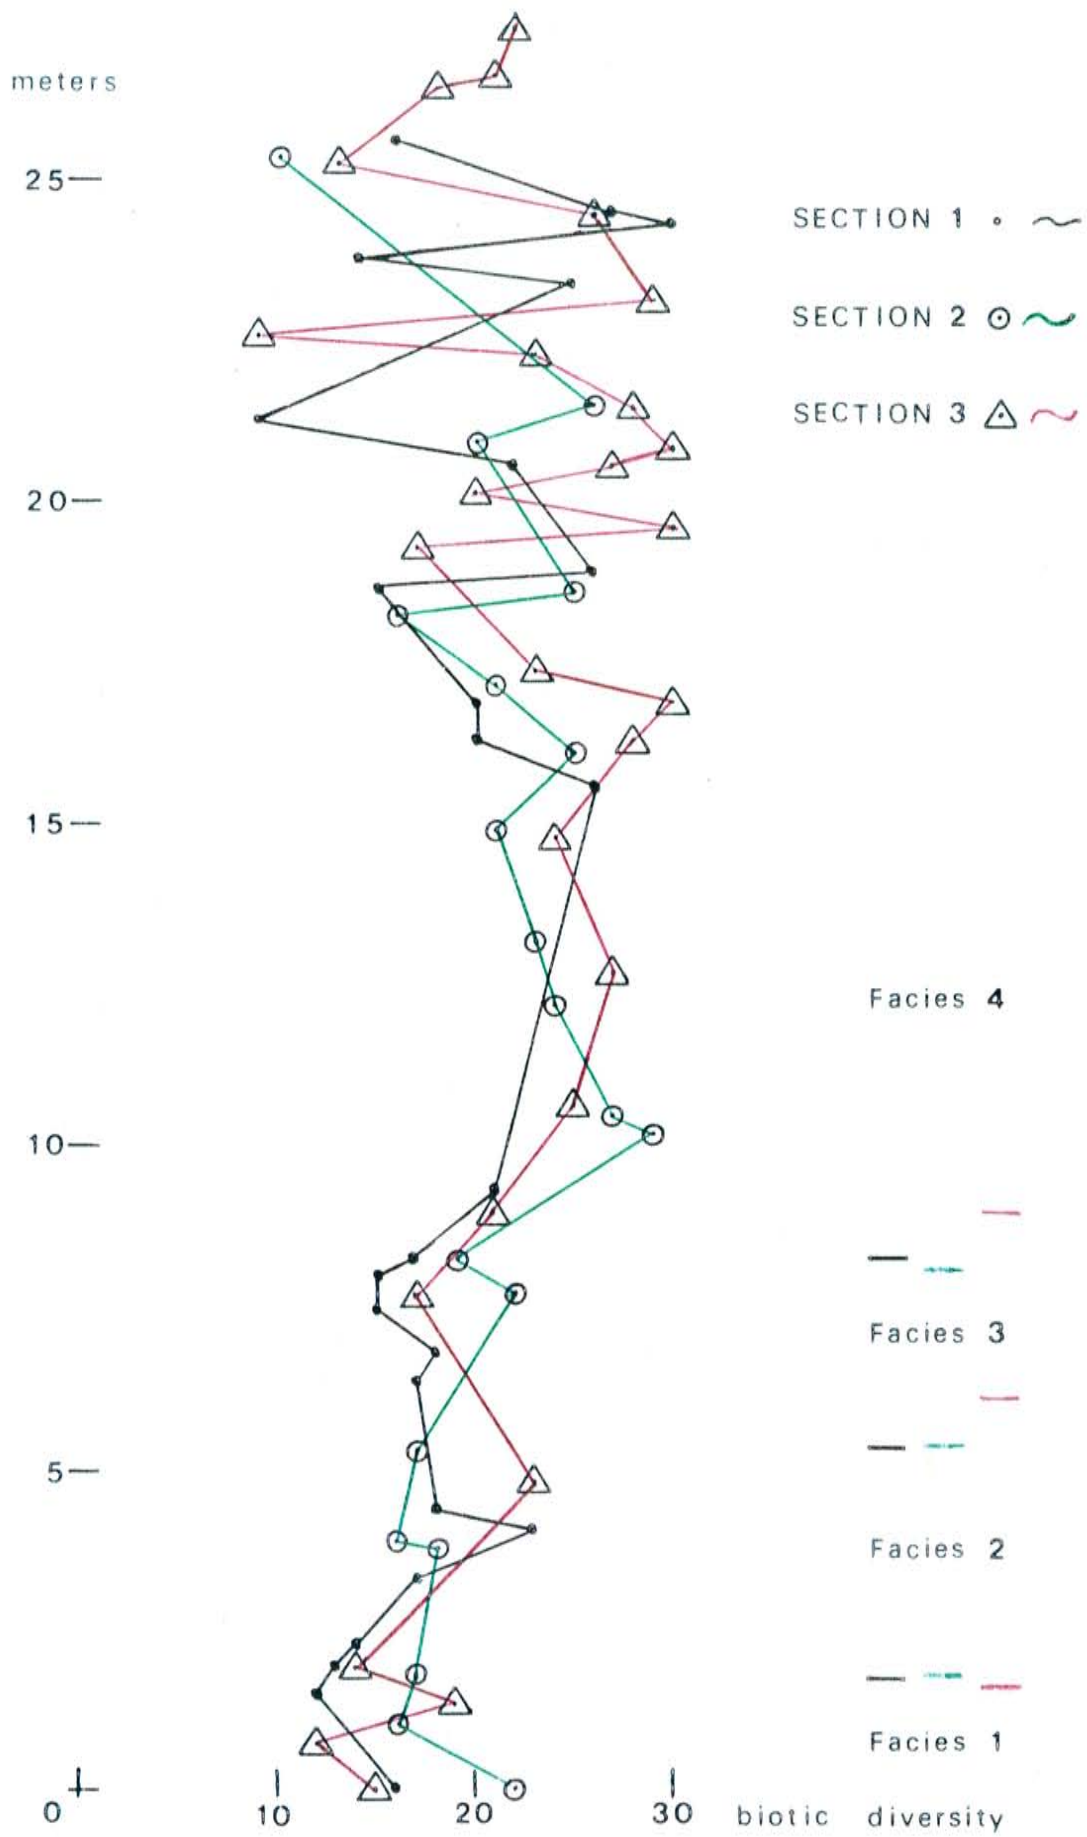 meters
25
SECTION 1
SECTION 2
SECTION 3
20
15
Facies 4
10
Facies 3
5
Facies 2
Facies 1
0 10 20 30 biotic diversity